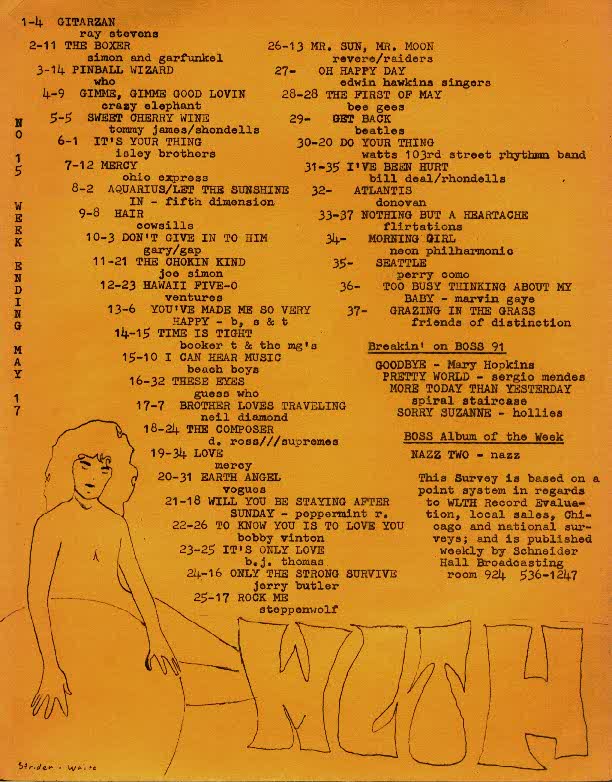 NO 15 WEEK ENDING MAY 17
1-4 GITARZAN
ray stevens
2-11 THE BOXER
simon and garfunkel
3-14 PINBALL WIZARD
who
4-9 GIMME, GIMME GOOD LOVIN
crazy elephant
5-5 SWEET CHERRY WINE
tommy james/shondells
6-1 IT'S YOUR THING
isley brothers
7-12 MERCY
ohio express
8-2 AQUARIUS/LET THE SUNSHINE
IN - fifth dimension
9-8 HAIR
cowsills
10-3 DON'T GIVE IN TO HIM
gary/gap
11-21 THE CHOKIN KIND
joe simon
12-23 HAWAII FIVE-O
ventures
13-6 YOU'VE MADE ME SO VERY
HAPPY - b, s & t
14-15 TIME IS TIGHT
booker t & the mg's
15-10 I CAN HEAR MUSIC
beach boys
16-32 THESE EYES
guess who
17-7 BROTHER LOVES TRAVELING
neil diamond
18-24 THE COMPOSER
d. ross///supremes
19-34 LOVE
mercy
20-31 EARTH ANGEL
vogues
21-18 WILL YOU BE STAYING AFTER
SUNDAY - peppermint r.
22-26 TO KNOW YOU IS TO LOVE YOU
bobby vinton
23-25 IT'S ONLY LOVE
b.j. thomas
24-16 ONLY THE STRONG SURVIVE
jerry butler
25-17 ROCK ME
steppenwolf
26-13 MR. SUN, MR. MOON
revere/raiders
27- OH HAPPY DAY
edwin hawkins singers
28-28 THE FIRST OF MAY
bee gees
29- GET BACK
beatles
30-20 DO YOUR THING
watts 103rd street rhythmn band
31-35 I'VE BEEN HURT
bill deal/rhondells
32- ATLANTIS
donovan
33-37 NOTHING BUT A HEARTACHE
flirtations
34- MORNING GIRL
neon philharmonic
35- SEATTLE
perry como
36- TOO BUSY THINKING ABOUT MY
BABY - marvin gaye
37- GRAZING IN THE GRASS
friends of distinction
Breakin' on BOSS 91
GOODBYE - Mary Hopkins
PRETTY WORLD - sergio mendes
MORE TODAY THAN YESTERDAY
spiral staircase
SORRY SUZANNE - hollies
BOSS Album of the Week
NAZZ TWO - nazz
This Survey is based on a
point system in regards
to WLTH Record Evalua-
tion, local sales, Chi-
cago and national sur-
veys; and is published
weekly by Schneider
Hall Broadcasting
room 924 536-1247
WLTH
Strider - White